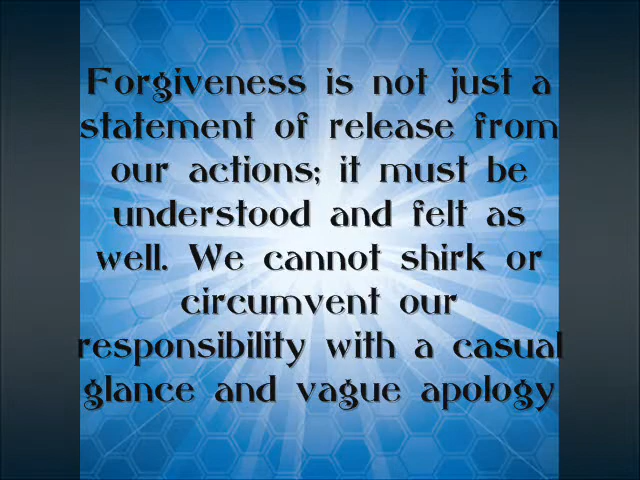 Forgiveness is not just a
statement of release from
our actions; it must be
understood and felt as
well. We cannot shirk or
circumvent our
responsibility with a casual
glance and vague apology